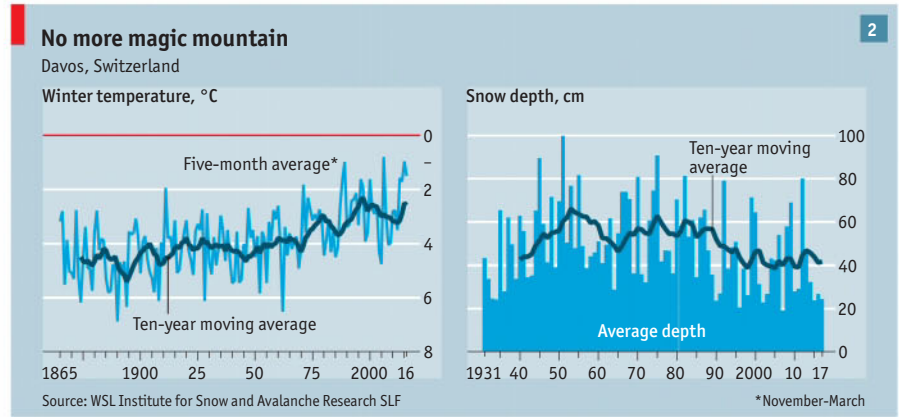 No more magic mountain
2
Davos, Switzerland
Winter temperature, °C
0
–
2
4
6
8
Five-month average*
Ten-year moving average
1865 1900 25 50 75 2000 16
Snow depth, cm
100
80
60
40
20
0
Ten-year moving
average
Average depth
1931 40 50 60 70 80 90 2000 10 17
Source: WSL Institute for Snow and Avalanche Research SLF
*November-March